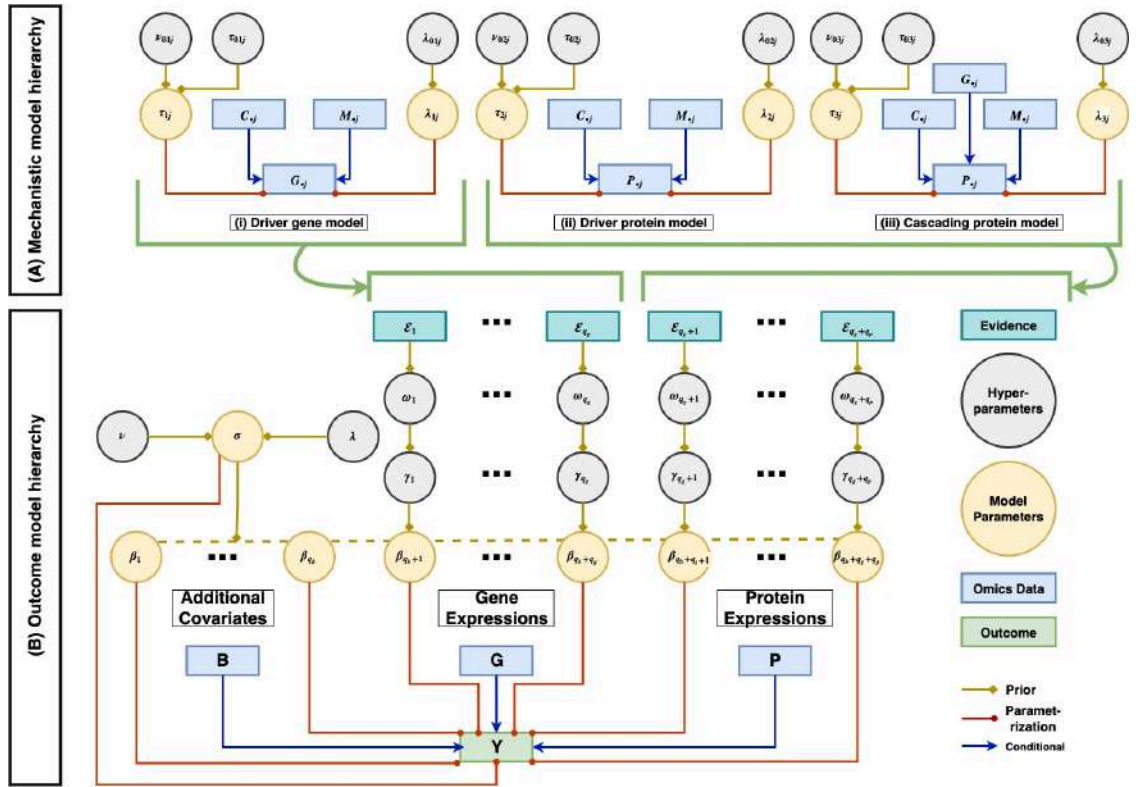 (A) Mechanistic model hierarchy
ν01j τ01j λ01j ν02j τ02j λ02j ν03j τ03j λ03j
G•j
τ1j C•j M•j λ1j τ2j C•j M•j λ2j τ3j C•j M•j λ3j
G•j P•j P•j
(i) Driver gene model (ii) Driver protein model (iii) Cascading protein model
(B) Outcome model hierarchy
ℰ1 ... ℰqg ℰqg+1 ... ℰqg+qp Evidence
ω1 ... ωqg ωqg+1 ... ωqg+qp Hyper-
parameters
ν σ λ
γ1 ... γqg γqg+1 ... γqg+qp
Model
Parameters
β1 ... βqb βqb+1 ... βqb+qg βqb+qg+1 ... βqb+qg+qp
Additional
Covariates
Gene
Expressions
Protein
Expressions
Omics Data
Outcome
B G P
Y
Prior
Paramet-
rization
Conditional